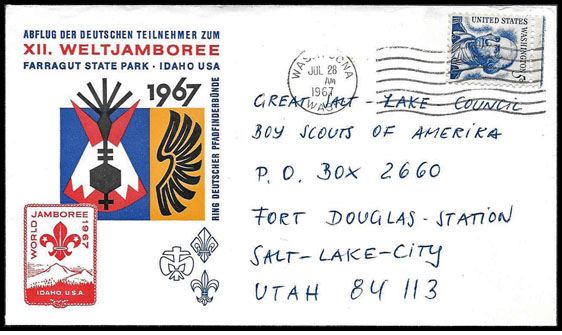 ABFLUG DER DEUTSCHEN TEILNEHMER ZUM
XII. WELTJAMBOREE
FARRAGUT STATE PARK · IDAHO USA
1967
RING DEUTSCHER PFADFINDERBÜNDE
WORLD JAMBOREE 1967
IDAHO, U.S.A.
JUL 28
AM
1967
WASH
UNITED STATES
WASHINGTON
5c
GREAT SALT - LAKE COUNCIL
BOY SCOUTS OF AMERIKA
P. O. BOX 2660
FORT DOUGLAS - STATION
SALT - LAKE - CITY
UTAH 84 113